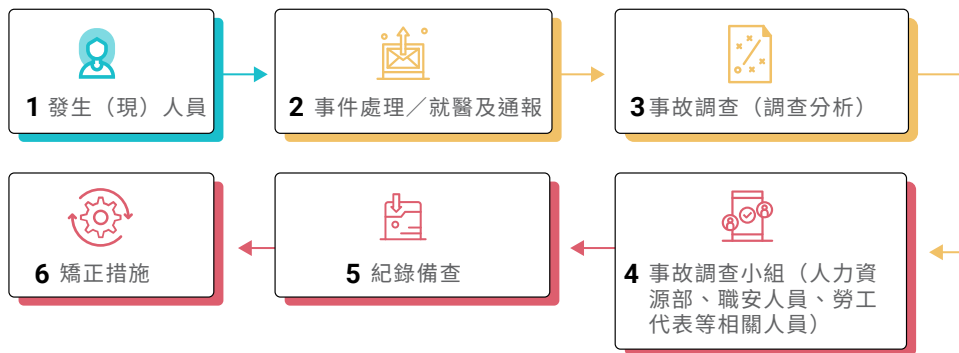 1 發生（現）人員
2 事件處理／就醫及通報
3 事故調查（調查分析）
4 事故調查小組（人力資
源部、職安人員、勞工
代表等相關人員）
5 紀錄備查
6 矯正措施